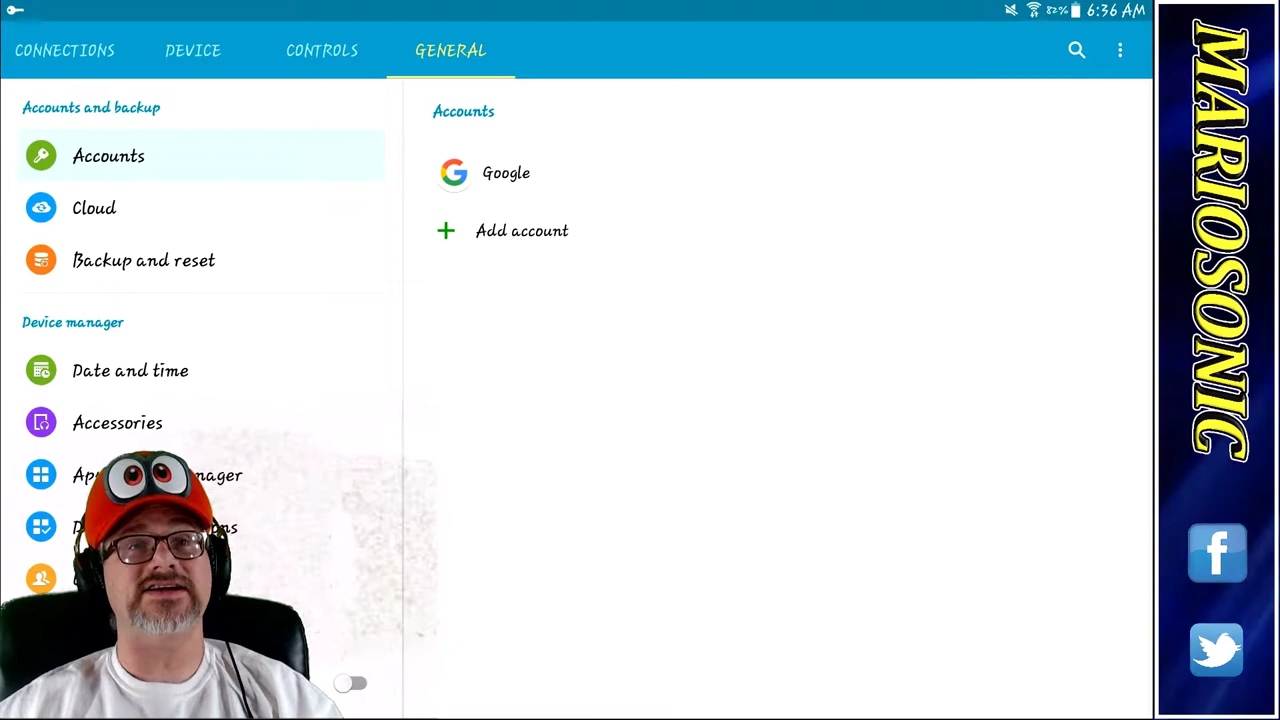 82% 6:36 AM
CONNECTIONS DEVICE CONTROLS GENERAL
Accounts and backup
Accounts
Cloud
Backup and reset
Device manager
Date and time
Accessories
Accounts
Google
Add account
MARIOSONIC